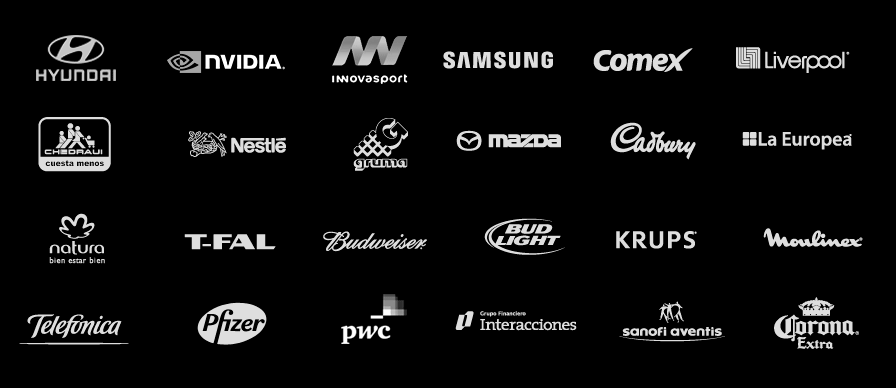 HYUNDAI
nVIDIA.
INNovasport
SAMSUNG
comex
Liverpool
CHEDRAUI
cuesta menos
Nestlé
gruma
mazda
Cadbury
La Europea
natura
bien estar bien
T-FAL
Budweiser
BUD
LIGHT
KRUPS
Moulinex
Telefónica
Pfizer
pwc
Grupo Financiero
Interacciones
sanofi aventis
Corona
Extra